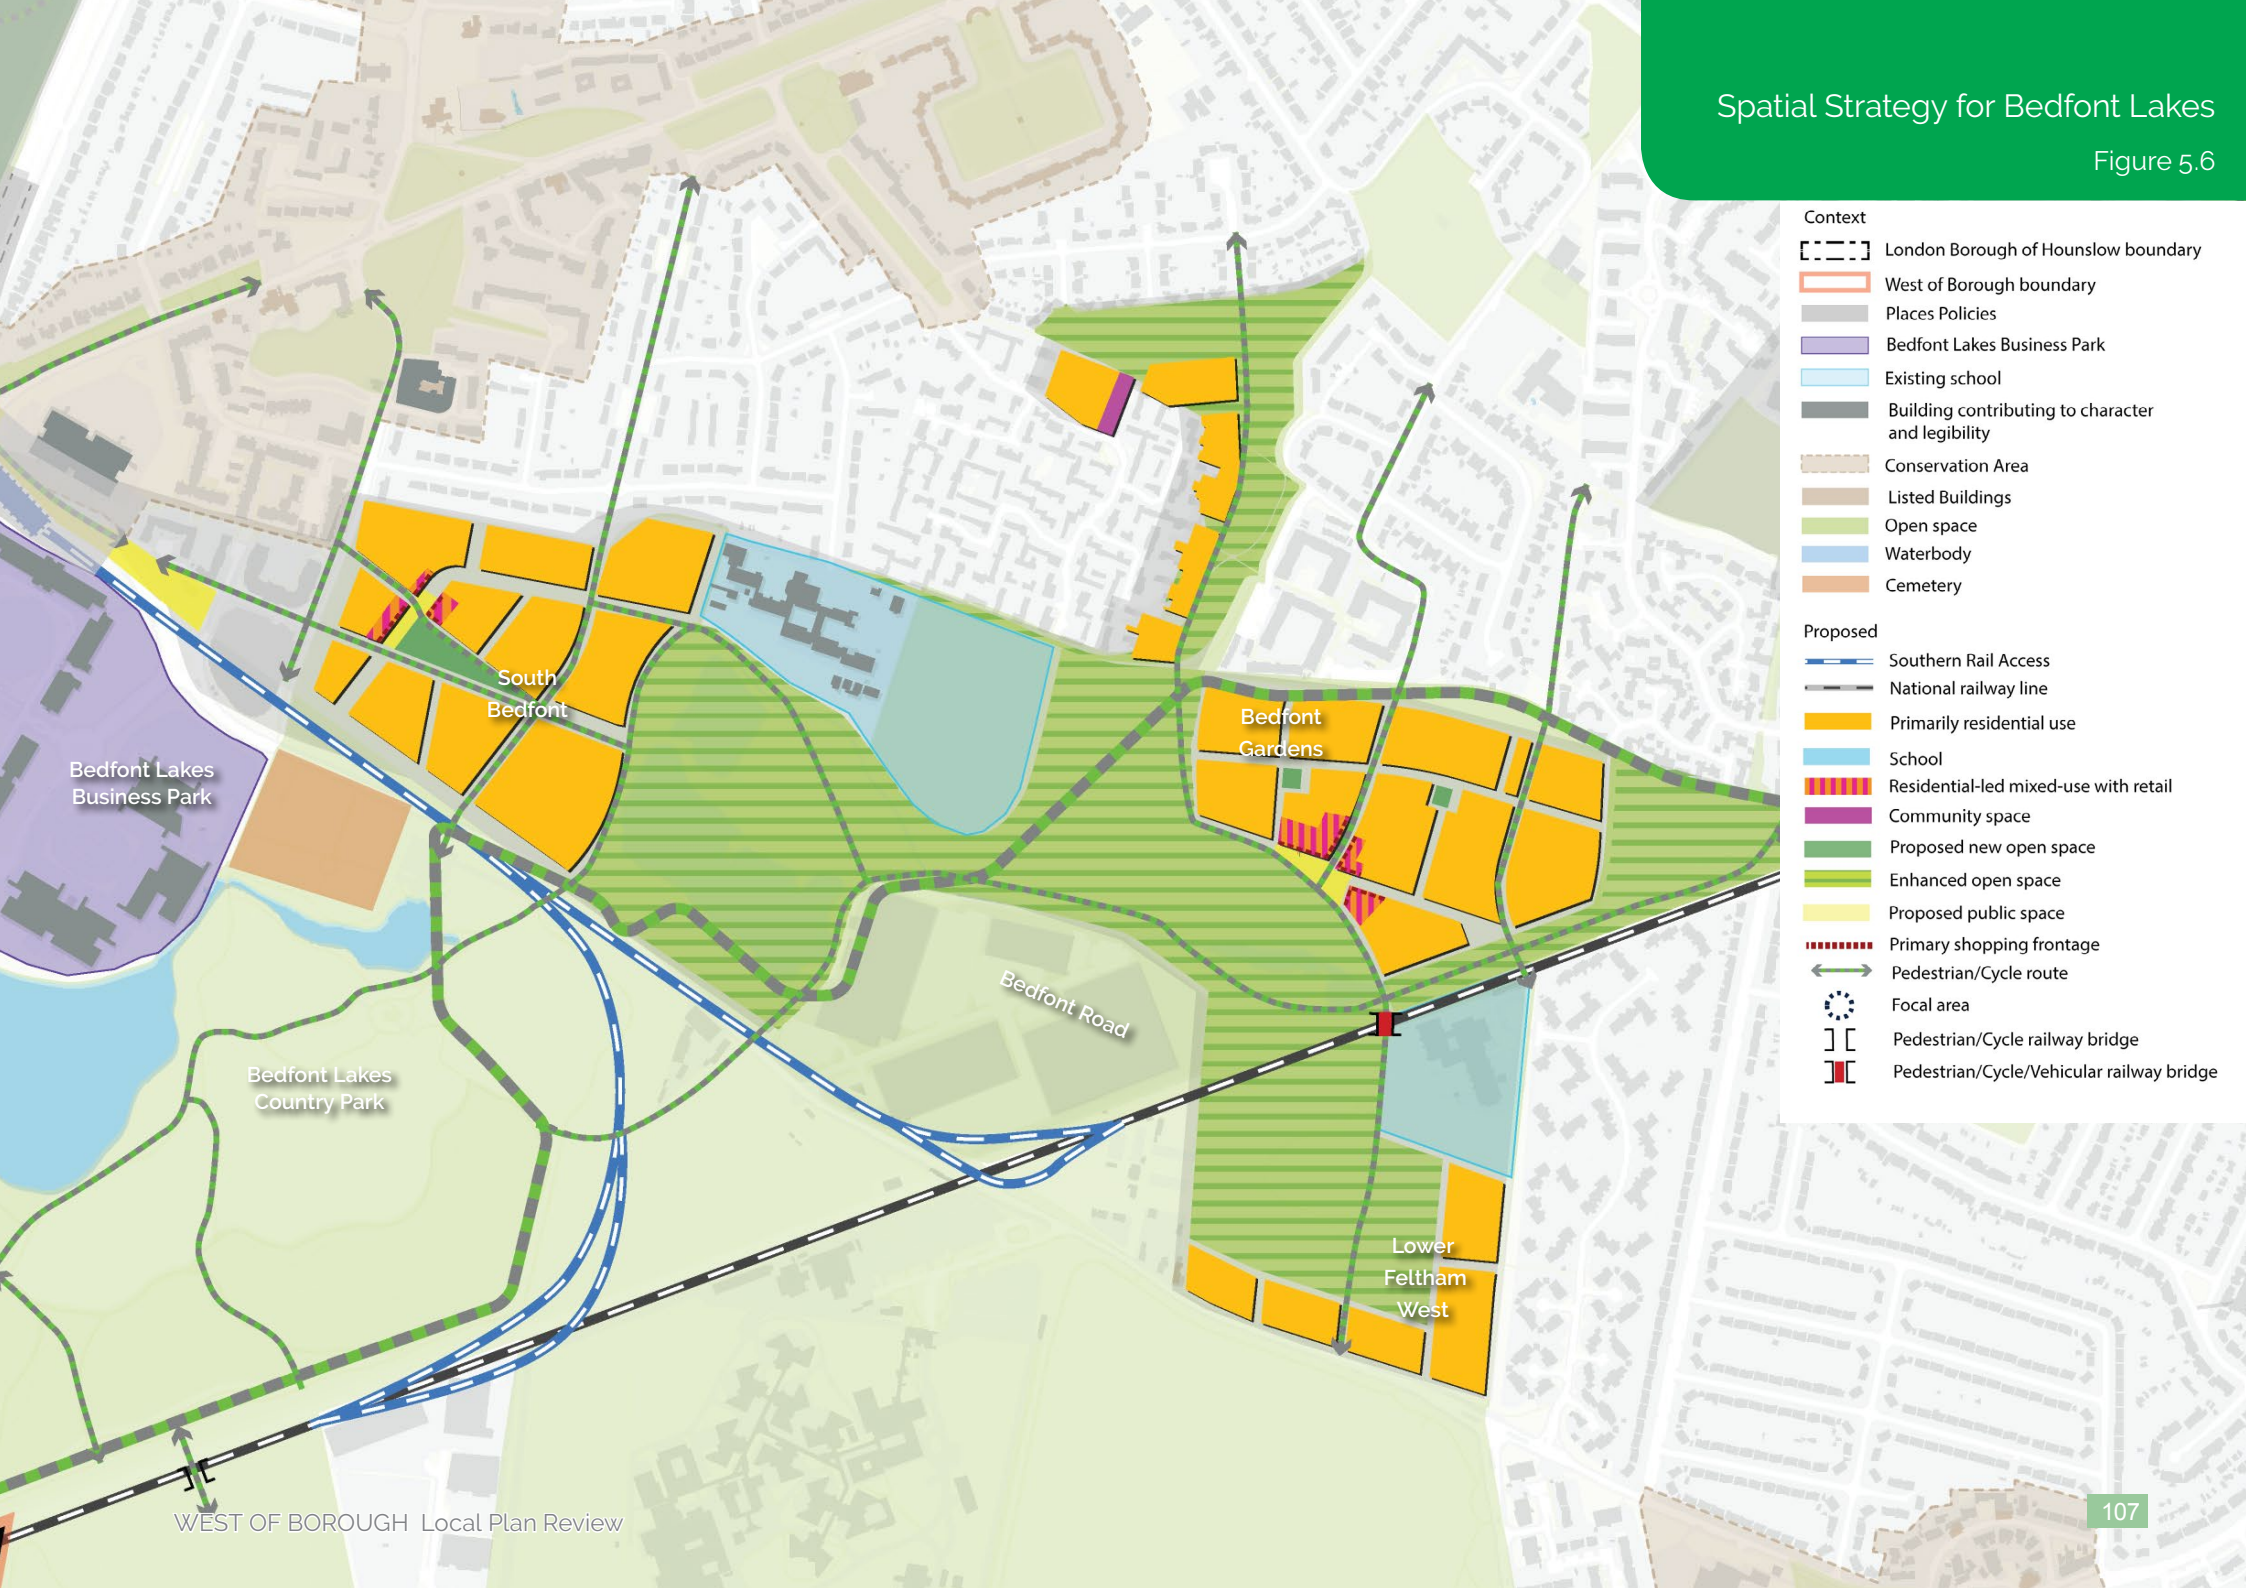 Spatial Strategy for Bedfont Lakes
Figure 5.6
Context
London Borough of Hounslow boundary
West of Borough boundary
Places Policies
Bedfont Lakes Business Park
Existing school
Building contributing to character
and legibility
Conservation Area
Listed Buildings
Open space
Waterbody
Cemetery
Proposed
Southern Rail Access
National railway line
Primarily residential use
School
Residential-led mixed-use with retail
Community space
Proposed new open space
Enhanced open space
Proposed public space
Primary shopping frontage
Pedestrian/Cycle route
Focal area
Pedestrian/Cycle railway bridge
Pedestrian/Cycle/Vehicular railway bridge
South
Bedfont
Bedfont
Gardens
Bedfont Lakes
Business Park
Bedfont Road
Bedfont Lakes
Country Park
Lower
Feltham
West
WEST OF BOROUGH Local Plan Review
107